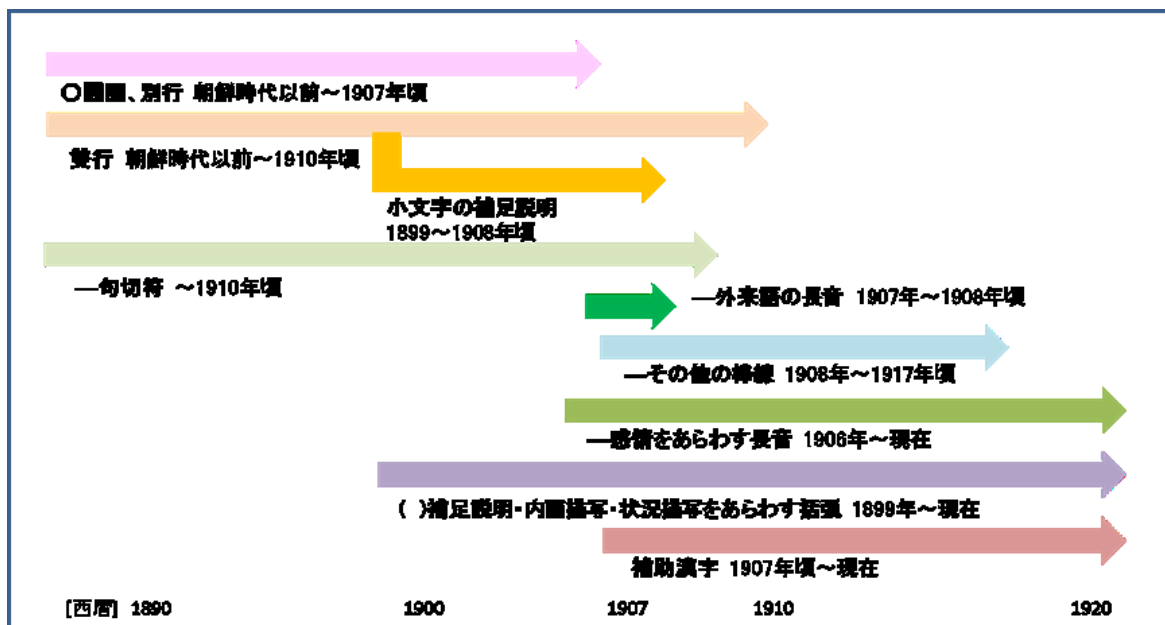 〇圏圏、別行 朝鮮時代以前～1907年頃
雙行 朝鮮時代以前～1910年頃
小文字の補足説明
1899～1908年頃
―句切符 ～1910年頃
―外来語の長音 1907年～1908年頃
―その他の棒線 1908年～1917年頃
―感情をあらわす長音 1906年～現在
( )補足説明・内面描写・状況描写をあらわす括弧 1899年～現在
補助漢字 1907年頃～現在
[西暦] 1890 1900 1907 1910 1920